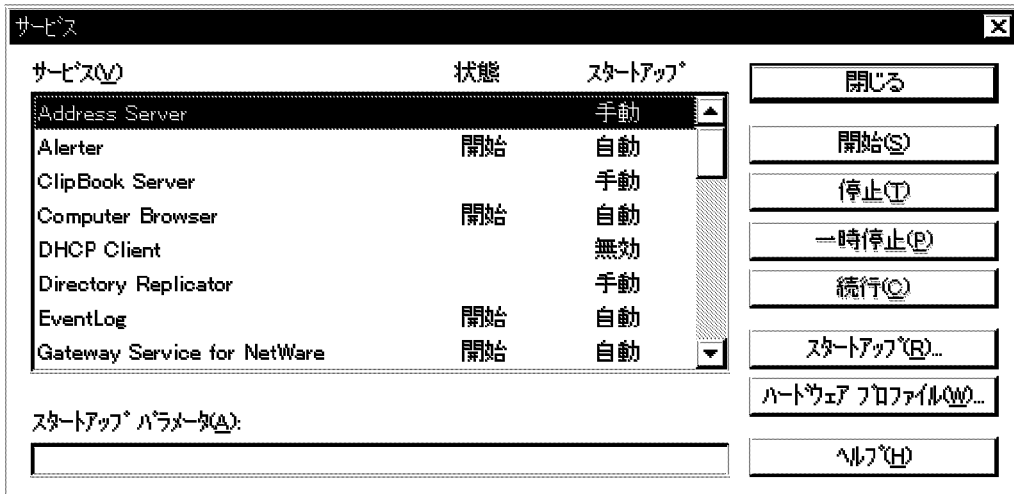 サービス
サービス(V) 状態 スタートアップ
Address Server 手動
Alerter 開始 自動
ClipBook Server 手動
Computer Browser 開始 自動
DHCP Client 無効
Directory Replicator 手動
EventLog 開始 自動
Gateway Service for NetWare 開始 自動
スタートアップ パラメータ(A):
閉じる
開始(S)
停止(T)
一時停止(P)
続行(C)
スタートアップ(R)...
ハードウェア プロファイル(W)...
ヘルプ(H)